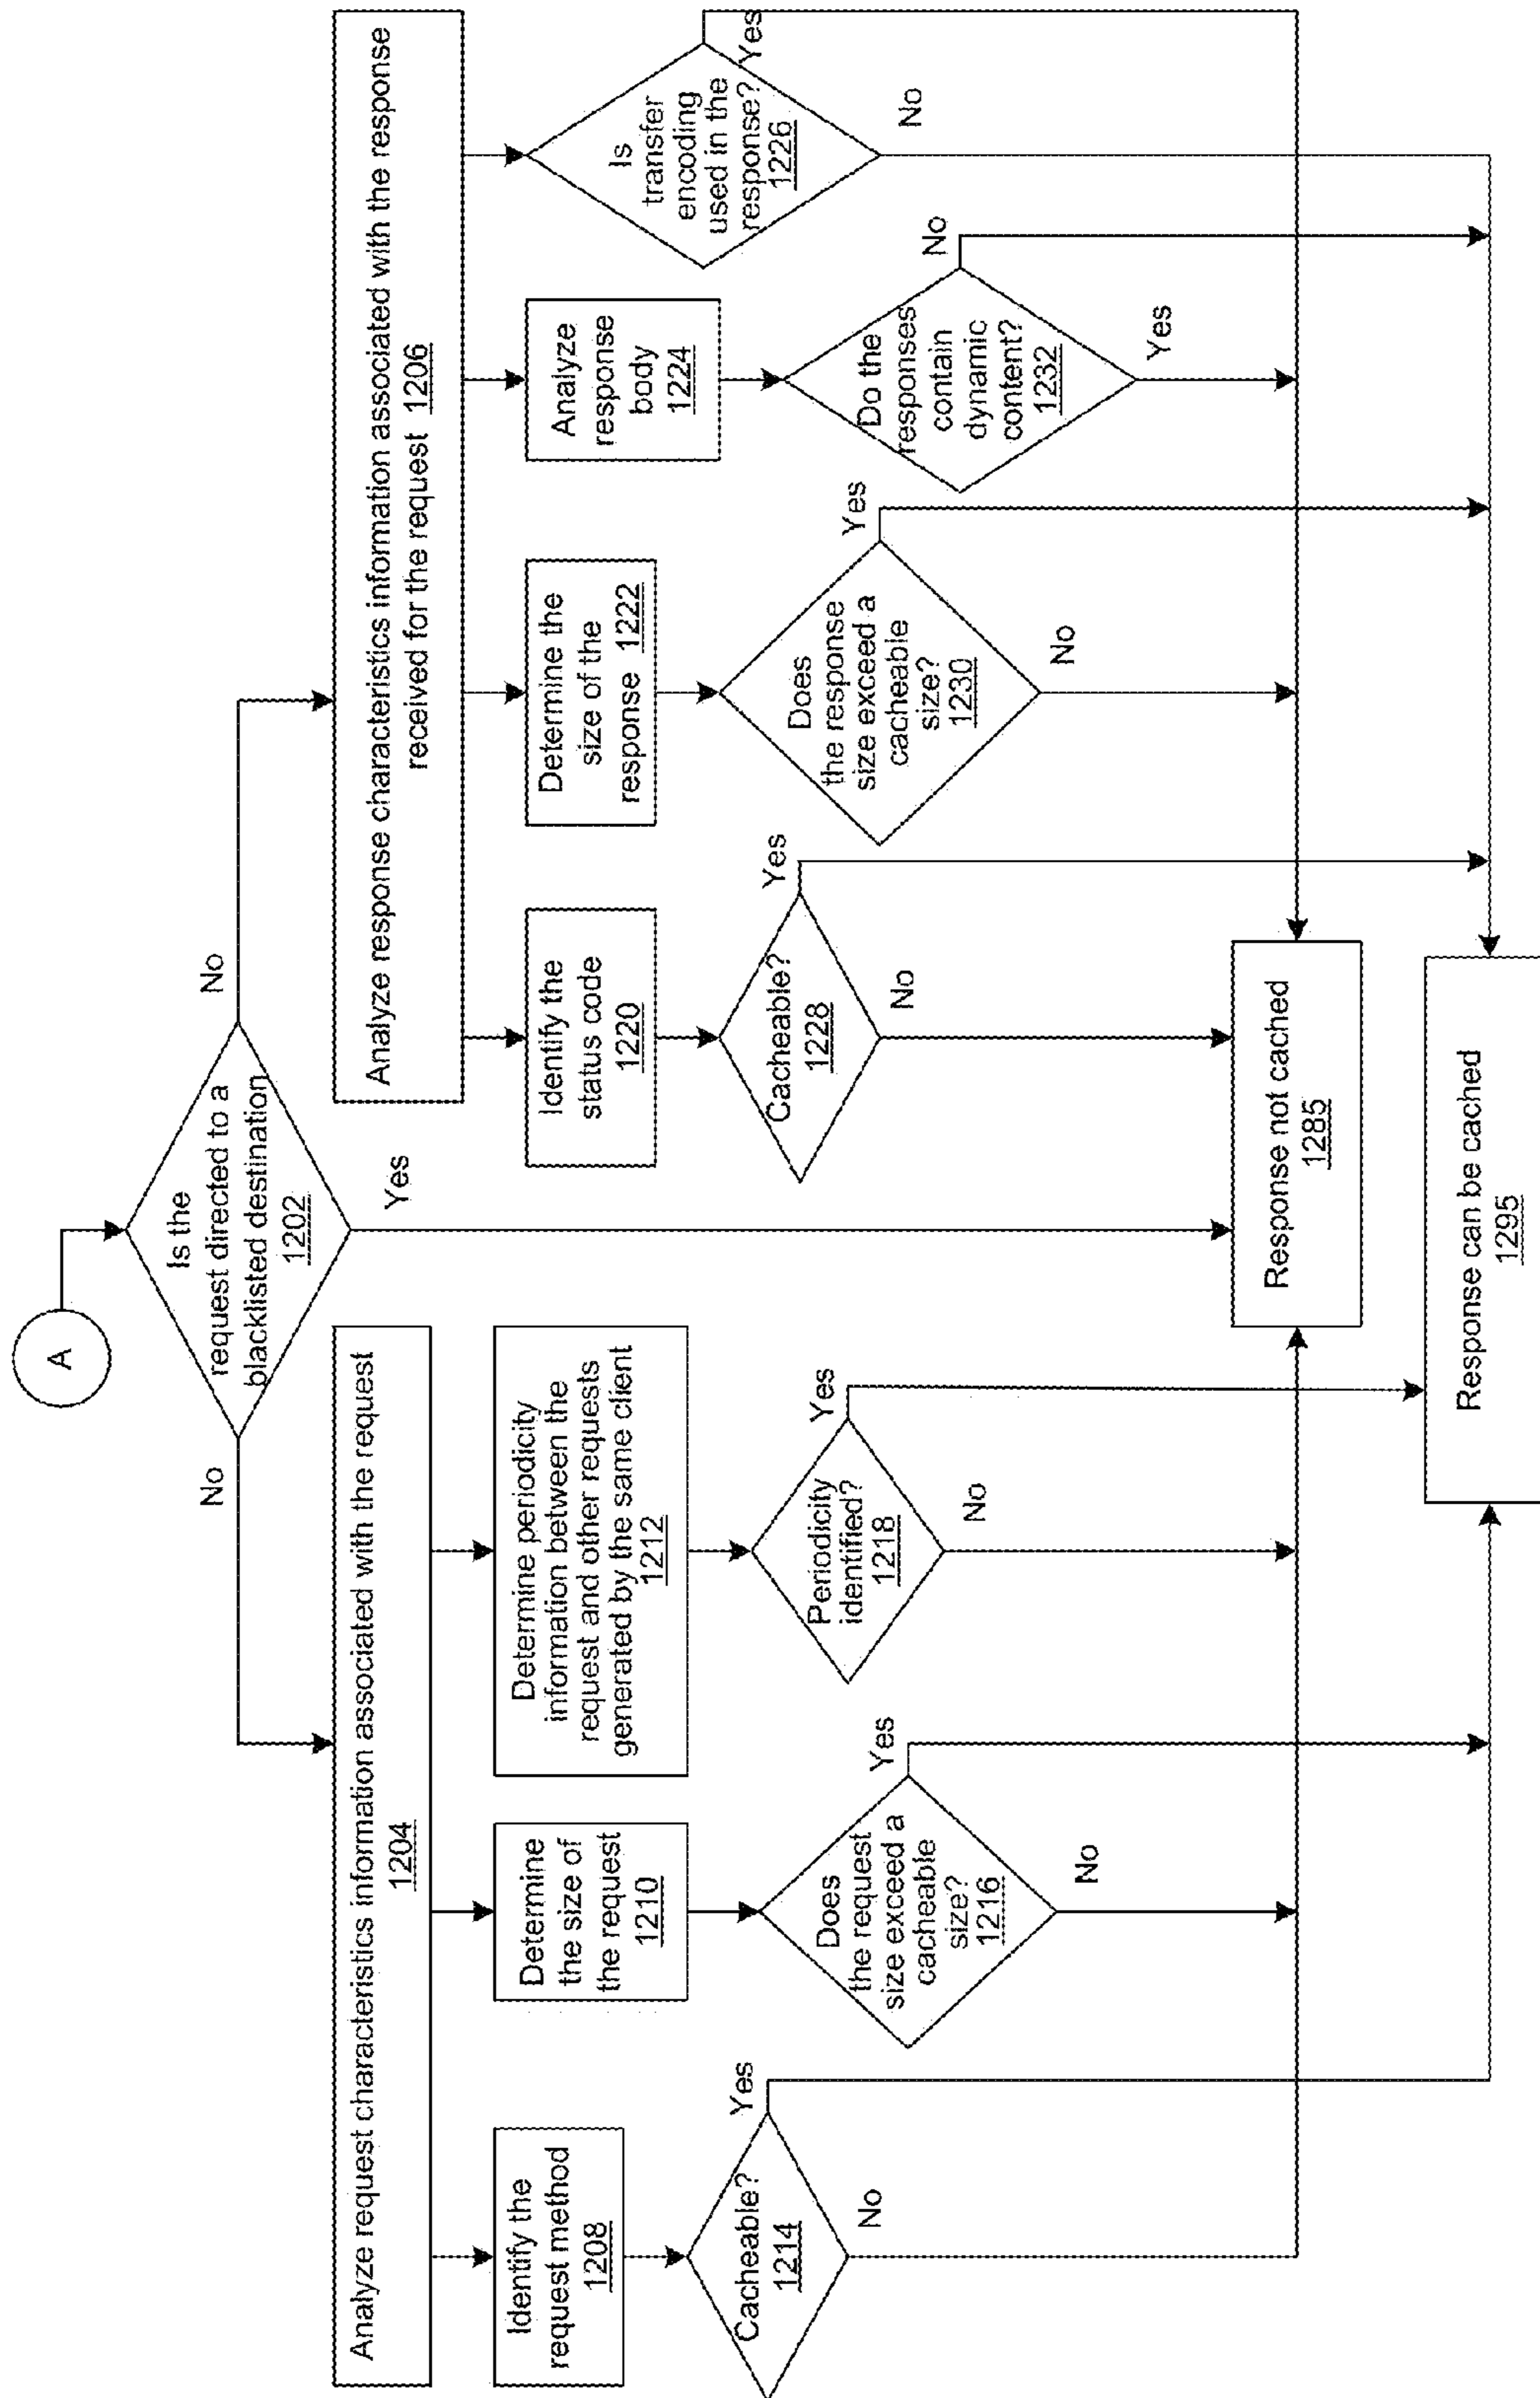 A
Is the
request directed to a
blacklisted destination
1202
No
No
Yes
Analyze request characteristics information associated with the request
1204
Analyze response characteristics information associated with the response
received for the request 1206
Identify the
request method
1208
Determine
the size of
the request
1210
Determine periodicity
information between the
request and other requests
generated by the same client
1212
Identify the
status code
1220
Determine the
size of the
response 1222
Analyze
response
body
1224
Is
transfer
encoding
used in the
response?
1226
Yes
No
Cacheable?
1214
Yes
No
Does
the request
size exceed a
cacheable
size?
1216
Yes
No
Periodicity
identified?
1218
Yes
No
Cacheable?
1228
Yes
No
Does
the response
size exceed a
cacheable
size?
1230
Yes
No
Do the
responses
contain
dynamic
content?
1232
No
Yes
Response not cached
1285
Response can be cached
1295